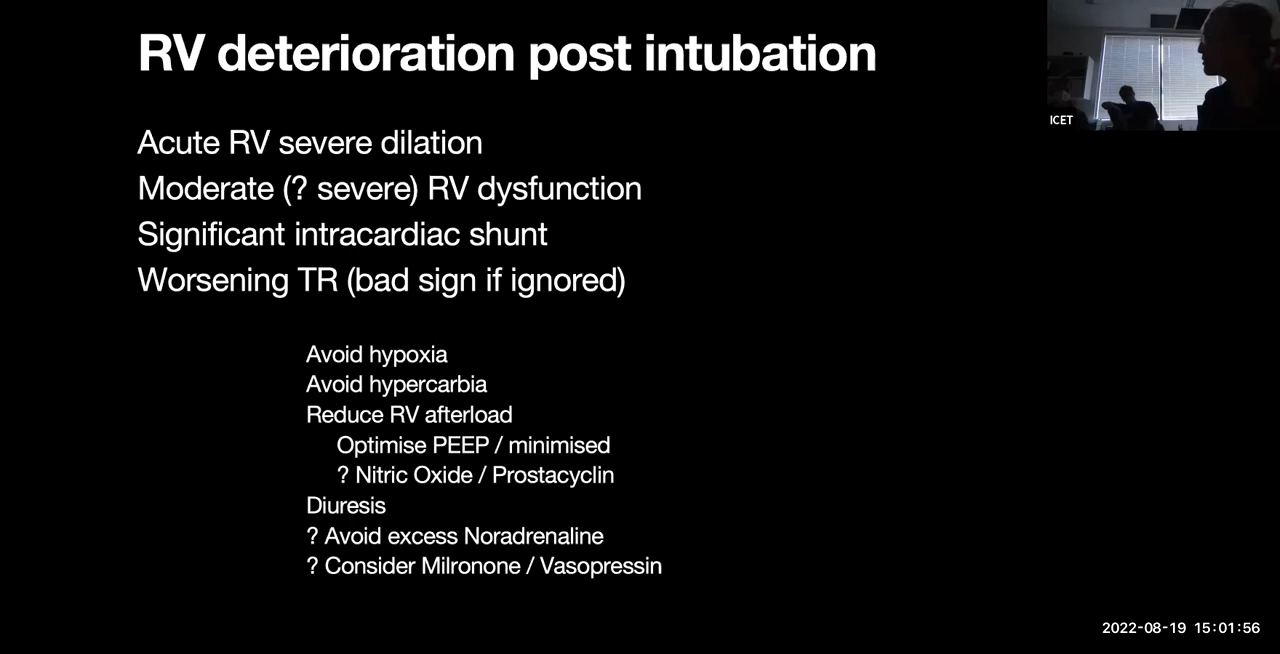 RV deterioration post intubation
ICET
Acute RV severe dilation
Moderate (? severe) RV dysfunction
Significant intracardiac shunt
Worsening TR (bad sign if ignored)
Avoid hypoxia
Avoid hypercarbia
Reduce RV afterload
Optimise PEEP / minimised
? Nitric Oxide / Prostacyclin
Diuresis
? Avoid excess Noradrenaline
? Consider Milronone / Vasopressin
2022-08-19 15:01:56